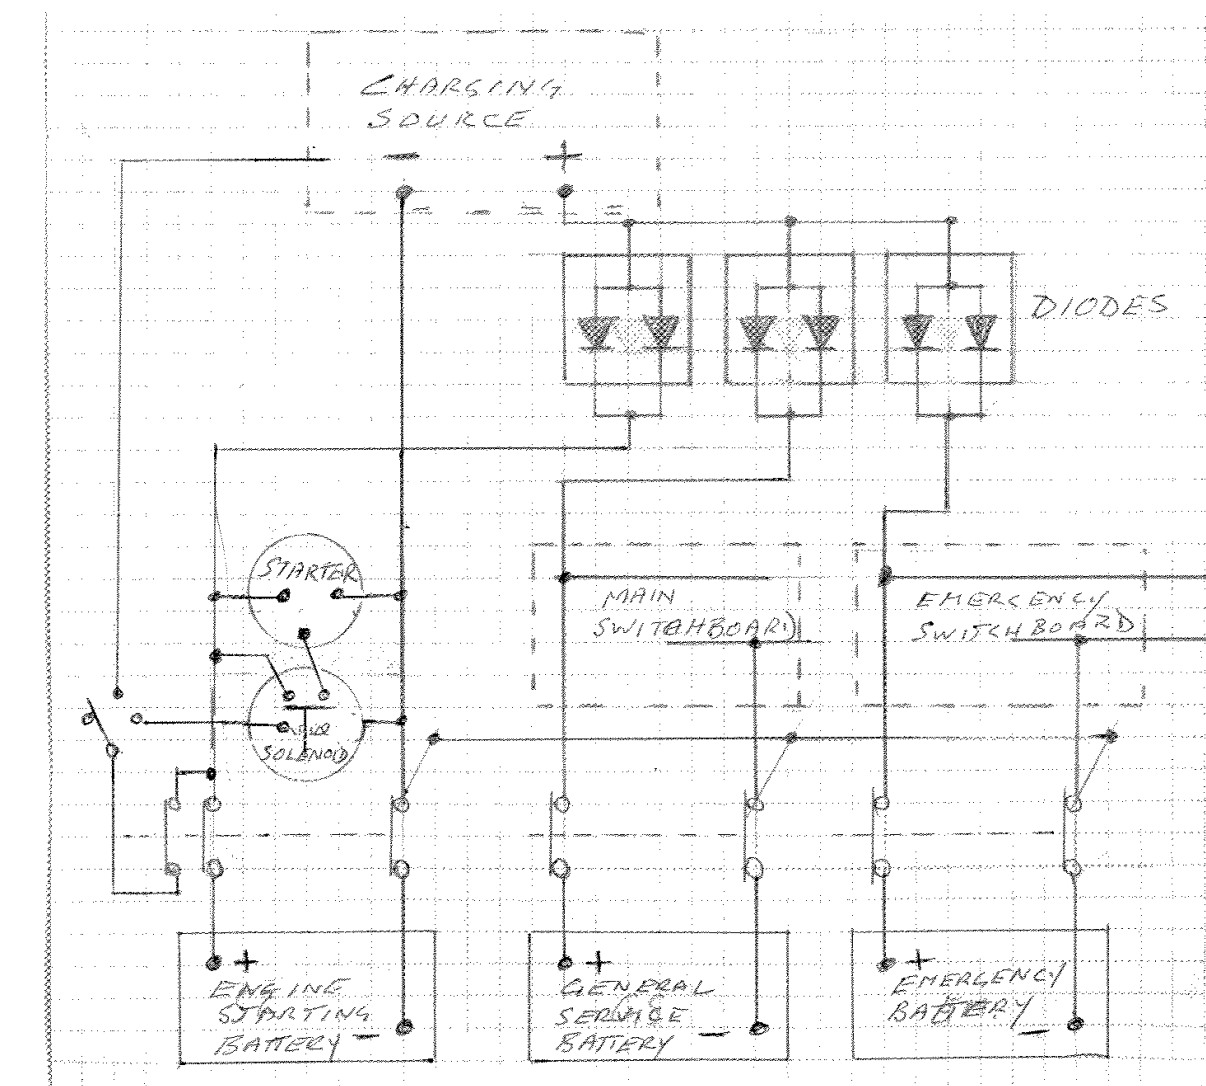 CHARGING
SOURCE
− +
DIODES
STARTER
MAIN
SWITCHBOARD
EMERGENCY
SWITCHBOARD
SOLENOID
+
ENGINE
STARTING
BATTERY −
+
GENERAL
SERVICE
BATTERY −
+
EMERGENCY
BATTERY −